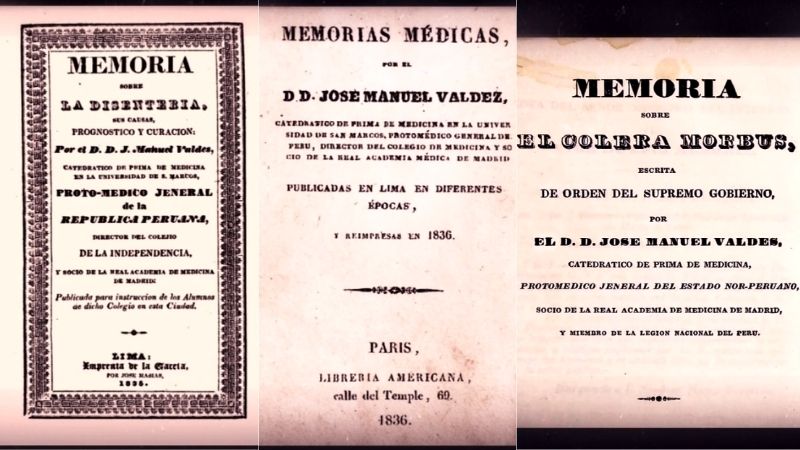 MEMORIA
SOBRE
LA DISENTERIA,
SUS CAUSAS,
PROGNOSTICO Y CURACION:
Por el D. D. J. Manuel Valdes,
CATEDRATICO DE PRIMA DE MEDICINA
EN LA UNIVERSIDAD DE S. MARCOS,
PROTO-MEDICO JENERAL
de la
REPUBLICA PERUANA,
DIRECTOR DEL COLEJIO
DE LA INDEPENDENCIA,
Y SOCIO DE LA REAL ACADEMIA DE MEDICINA
DE MADRID:
Publicada para instruccion de los Alumnos
de dicho Colegio en esta Ciudad.
LIMA:
Imprenta de la Gaceta,
POR JOSE MASIAS,
MEMORIAS MÉDICAS,
POR EL
D. D. JOSE MANUEL VALDEZ,
CATEDRATICO DE PRIMA DE MEDICINA EN LA UNIVER
SIDAD DE SAN MARCOS, PROTOMÉDICO GENERAL DE
PERU, DIRECTOR DEL COLEGIO DE MEDICINA Y SO
CIO DE LA REAL ACADEMIA MÉDICA DE MADRID
PUBLICADAS EN LIMA EN DIFERENTES
ÉPOCAS,
Y REIMPRESAS EN 1836.
PARIS,
LIBRERIA AMERICANA,
calle del Temple, 69.
1836.
MEMORIA
SOBRE
EL COLERA MORBUS,
ESCRITA
DE ORDEN DEL SUPREMO GOBIERNO,
POR
EL D. D. JOSE MANUEL VALDES,
CATEDRATICO DE PRIMA DE MEDICINA,
PROTOMEDICO JENERAL DEL ESTADO NOR-PERUANO,
SOCIO DE LA REAL ACADEMIA DE MEDICINA DE MADRID,
Y MIEMBRO DE LA LEGION NACIONAL DEL PERU.